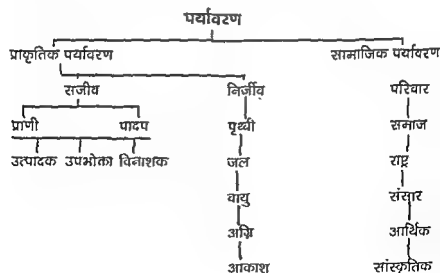 पर्यावरण
प्राकृतिक पर्यावरण सामाजिक पर्यावरण
सजीव निर्जीव परिवार
प्राणी पादप पृथ्वी समाज
उत्पादक उपभोक्ता विनाशक जल राष्ट्र
वायु संसार
अग्नि आर्थिक
आकाश सांस्कृतिक